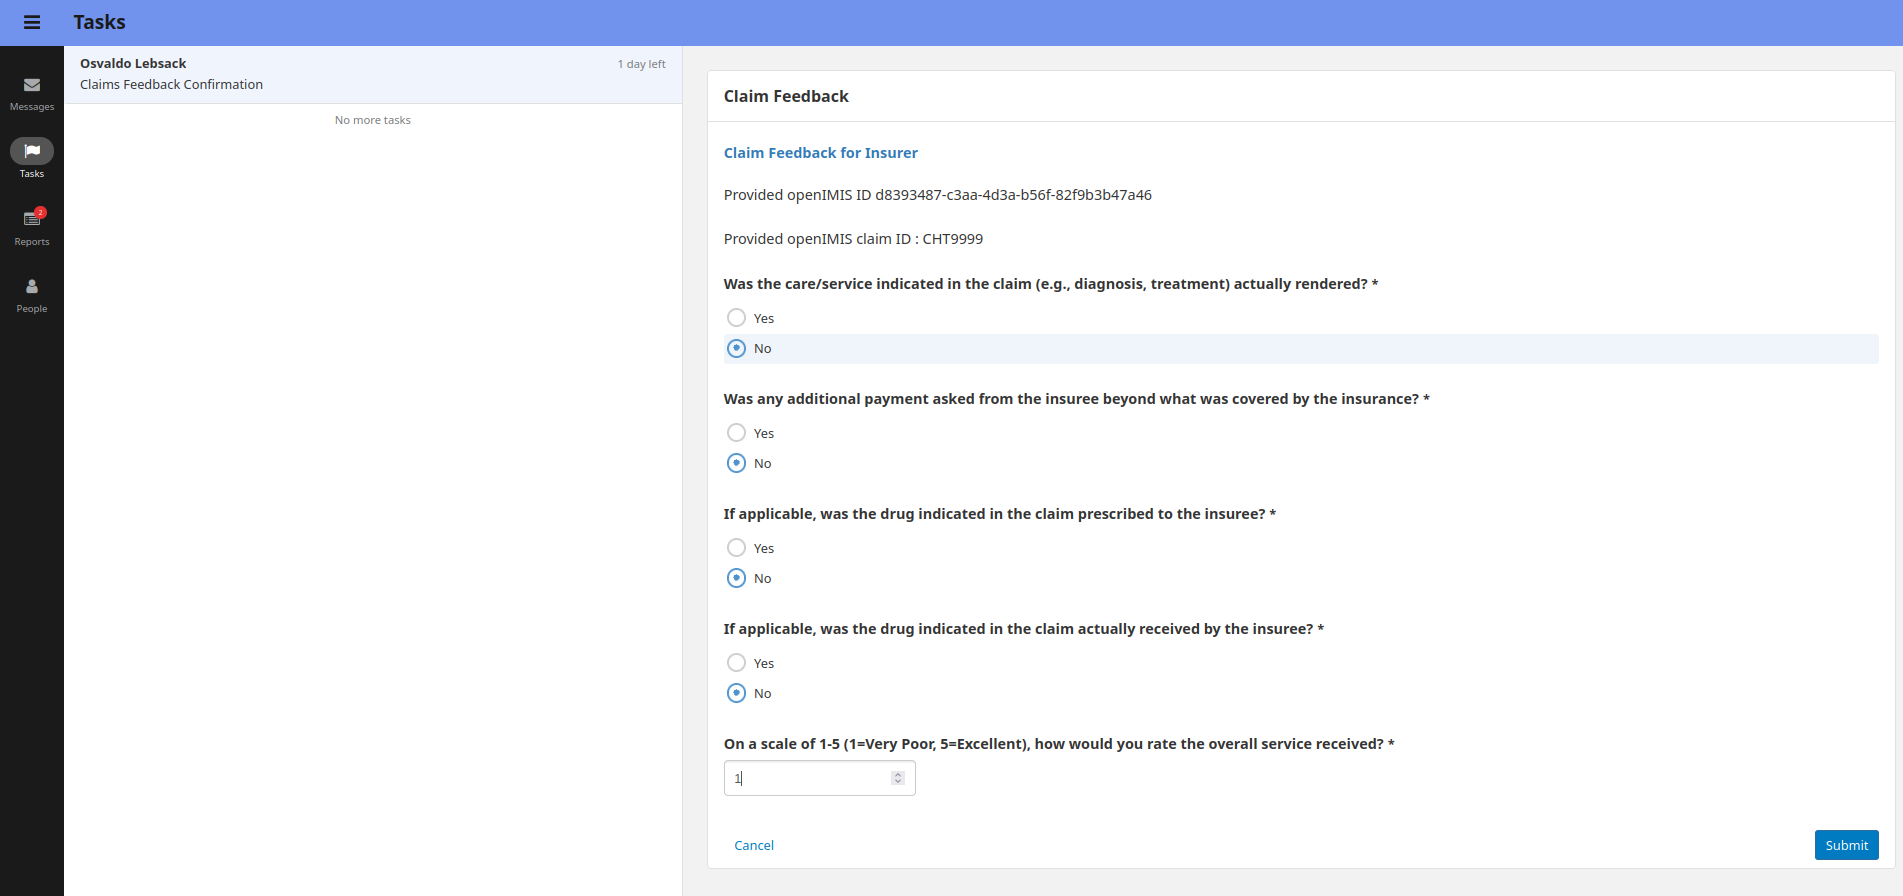 Tasks
Messages
Tasks
2
Reports
People
Osvaldo Lebsack
1 day left
Claims Feedback Confirmation
No more tasks
Claim Feedback
Claim Feedback for Insurer
Provided openIMIS ID d8393487-c3aa-4d3a-b56f-82f9b3b47a46
Provided openIMIS claim ID : CHT9999
Was the care/service indicated in the claim (e.g., diagnosis, treatment) actually rendered? *
Yes
No
Was any additional payment asked from the insuree beyond what was covered by the insurance? *
Yes
No
If applicable, was the drug indicated in the claim prescribed to the insuree? *
Yes
No
If applicable, was the drug indicated in the claim actually received by the insuree? *
Yes
No
On a scale of 1-5 (1=Very Poor, 5=Excellent), how would you rate the overall service received? *
1
Cancel
Submit